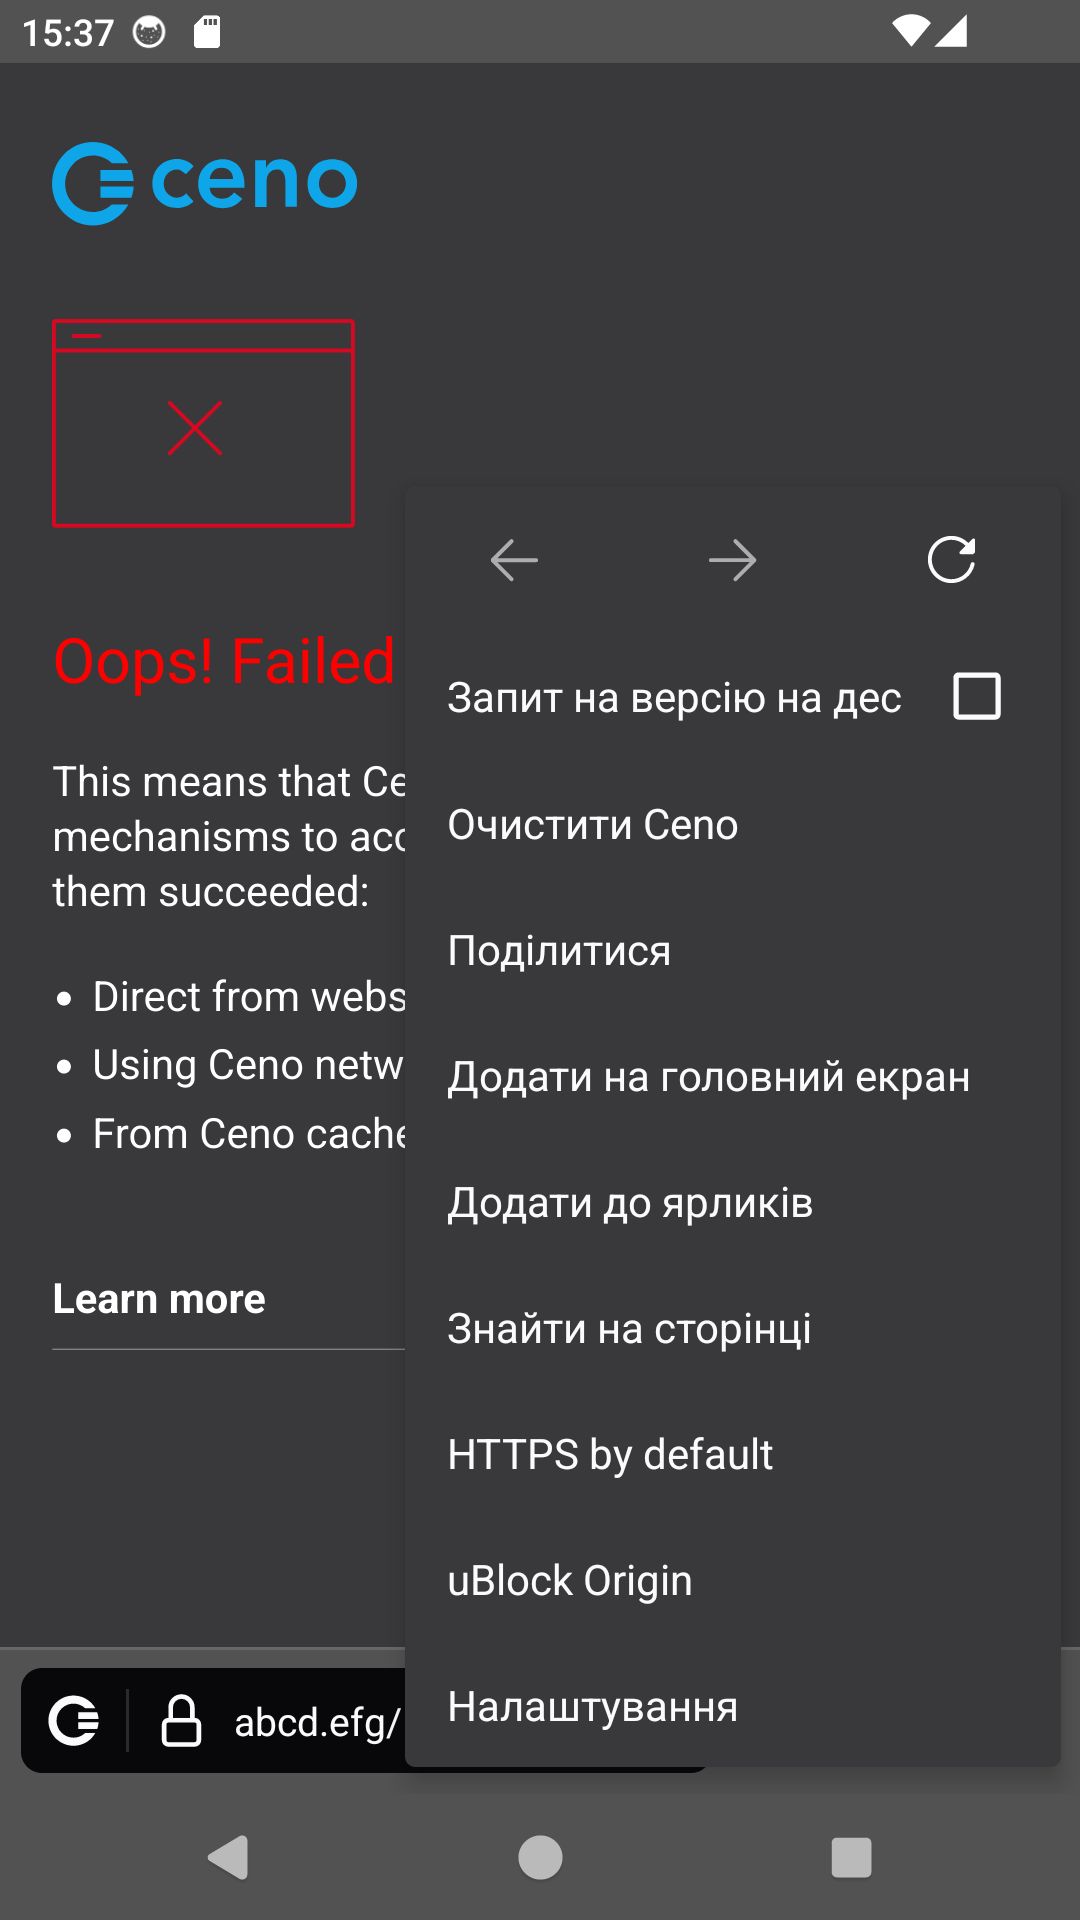 15:37
ceno
Oops! Failed
This means that Ce
mechanisms to acc
them succeeded:
Direct from webs
Using Ceno netw
From Ceno cache
Learn more
Запит на версію на дес
Очистити Ceno
Поділитися
Додати на головний екран
Додати до ярликів
Знайти на сторінці
HTTPS by default
uBlock Origin
Налаштування
abcd.efg/